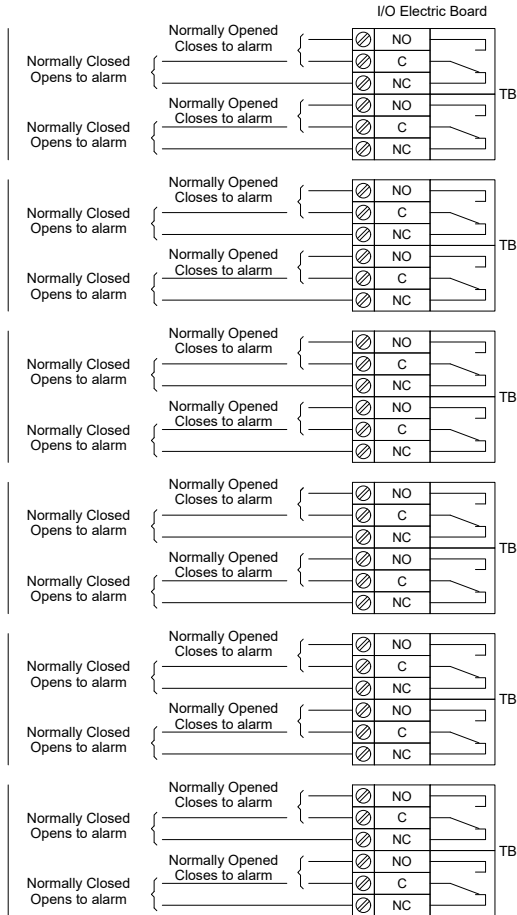 I/O Electric Board
Normally Opened
Closes to alarm
NO
Normally Closed
Opens to alarm
C
NC
TB
Normally Opened
Closes to alarm
NO
Normally Closed
Opens to alarm
C
NC
Normally Opened
Closes to alarm
NO
Normally Closed
Opens to alarm
C
NC
TB
Normally Opened
Closes to alarm
NO
Normally Closed
Opens to alarm
C
NC
Normally Opened
Closes to alarm
NO
Normally Closed
Opens to alarm
C
NC
TB
Normally Opened
Closes to alarm
NO
Normally Closed
Opens to alarm
C
NC
Normally Opened
Closes to alarm
NO
Normally Closed
Opens to alarm
C
NC
TB
Normally Opened
Closes to alarm
NO
Normally Closed
Opens to alarm
C
NC
Normally Opened
Closes to alarm
NO
Normally Closed
Opens to alarm
C
NC
TB
Normally Opened
Closes to alarm
NO
Normally Closed
Opens to alarm
C
NC
Normally Opened
Closes to alarm
NO
Normally Closed
Opens to alarm
C
NC
TB
Normally Opened
Closes to alarm
NO
Normally Closed
Opens to alarm
C
NC